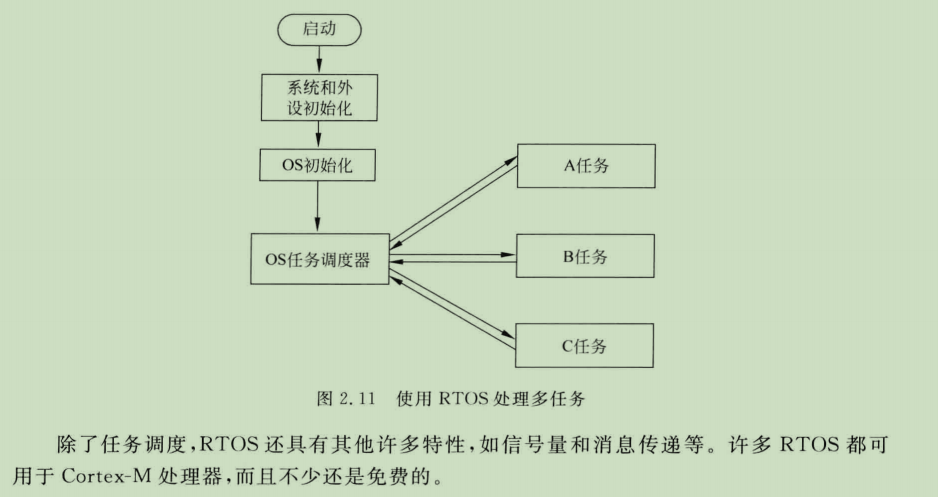 启动
系统和外
设初始化
OS初始化
A任务
OS任务调度器
B任务
C任务
图 2.11 使用 RTOS 处理多任务
除了任务调度,RTOS 还具有其他许多特性,如信号量和消息传递等。许多 RTOS 都可
用于 Cortex-M 处理器,而且不少还是免费的。